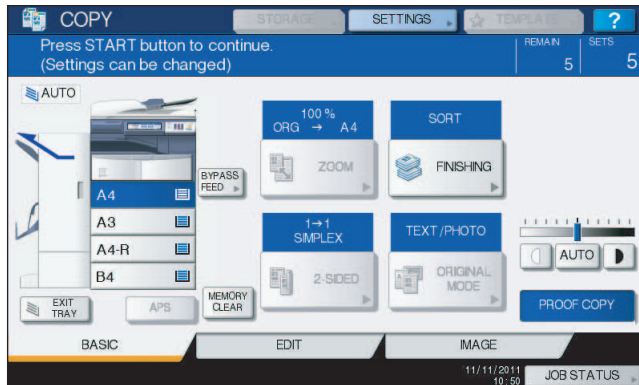 COPY
STORAGE
SETTINGS
TEMPLATE
?
Press START button to continue.
(Settings can be changed)
REMAIN
5
SETS
5
AUTO
A4
A3
A4-R
B4
BYPASS
FEED
EXIT
TRAY
APS
MEMORY
CLEAR
100 %
ORG → A4
ZOOM
SORT
FINISHING
1→1
SIMPLEX
2-SIDED
TEXT/PHOTO
ORIGINAL
MODE
AUTO
PROOF COPY
BASIC
EDIT
IMAGE
11/11/2011
10:50
JOB STATUS